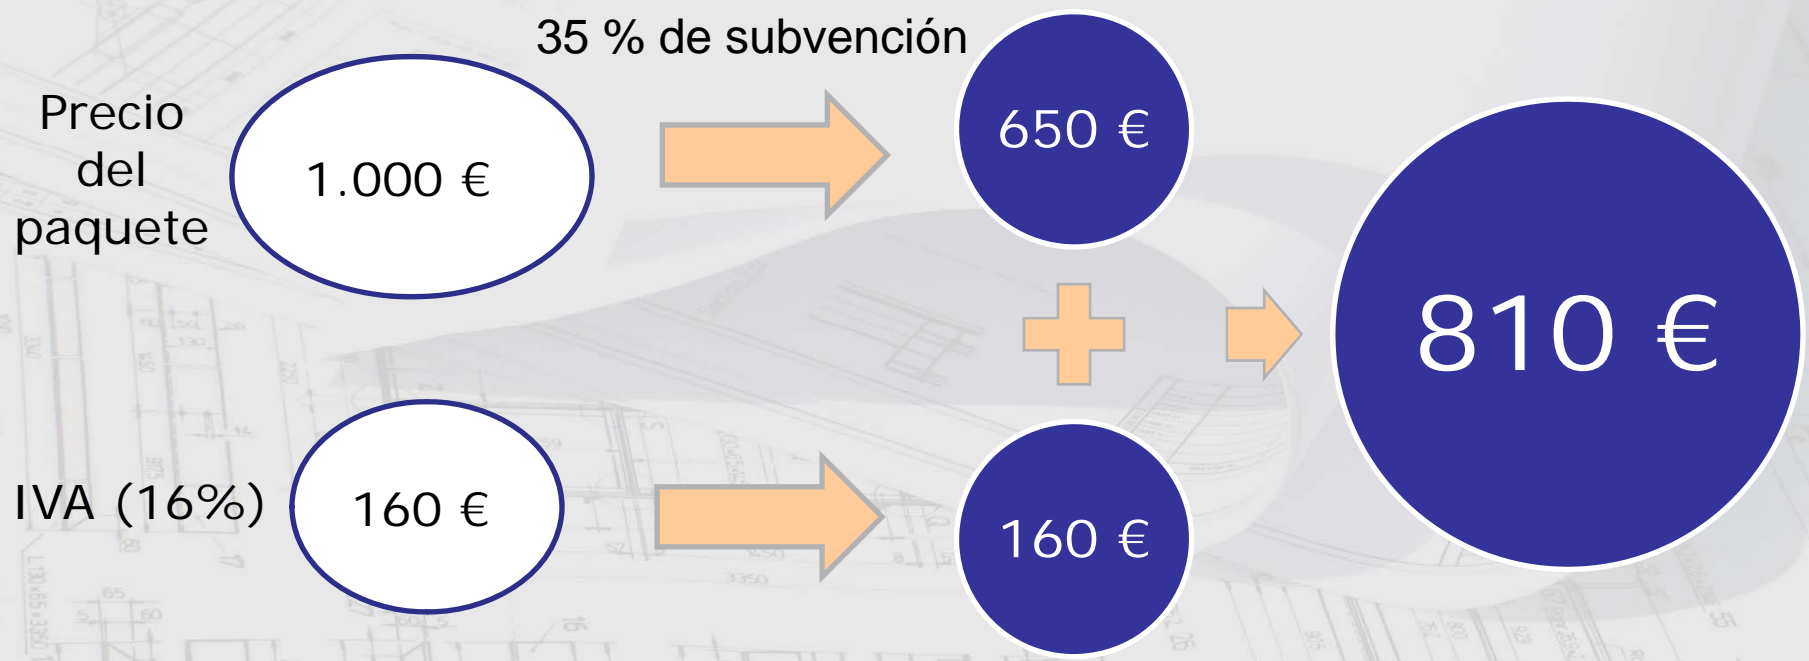 35 % de subvención
Precio
del
paquete
1.000 €
650 €
810 €
IVA (16%)
160 €
160 €